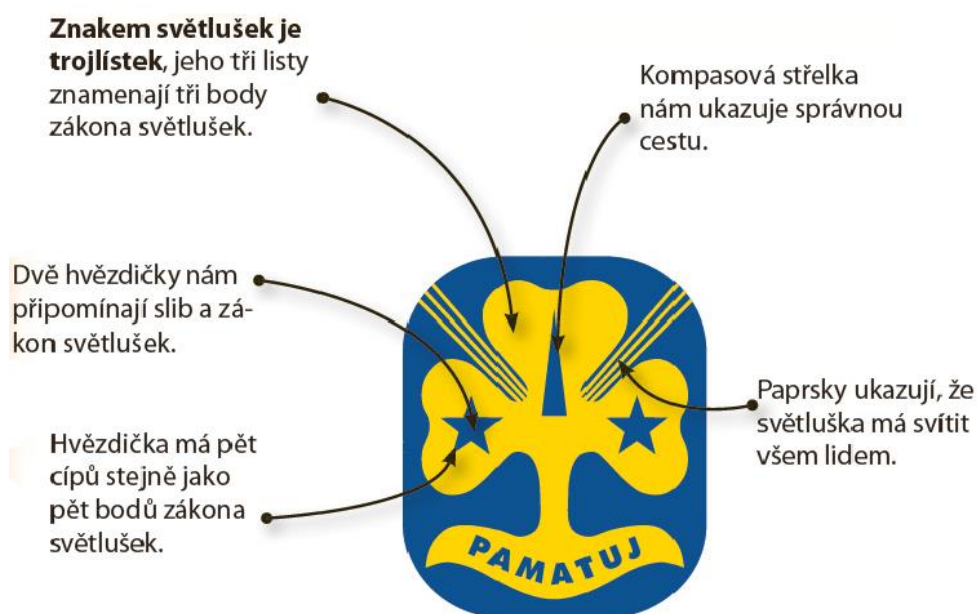 Znakem světlušek je
trojlístek, jeho tři listy
znamenají tři body
zákona světlušek.
Kompasová střelka
nám ukazuje správnou
cestu.
Dvě hvězdičky nám
připomínají slib a zá-
kon světlušek.
Paprsky ukazují, že
světluška má svítit
všem lidem.
Hvězdička má pět
cípů stejně jako
pět bodů zákona
světlušek.
PAMATUJ